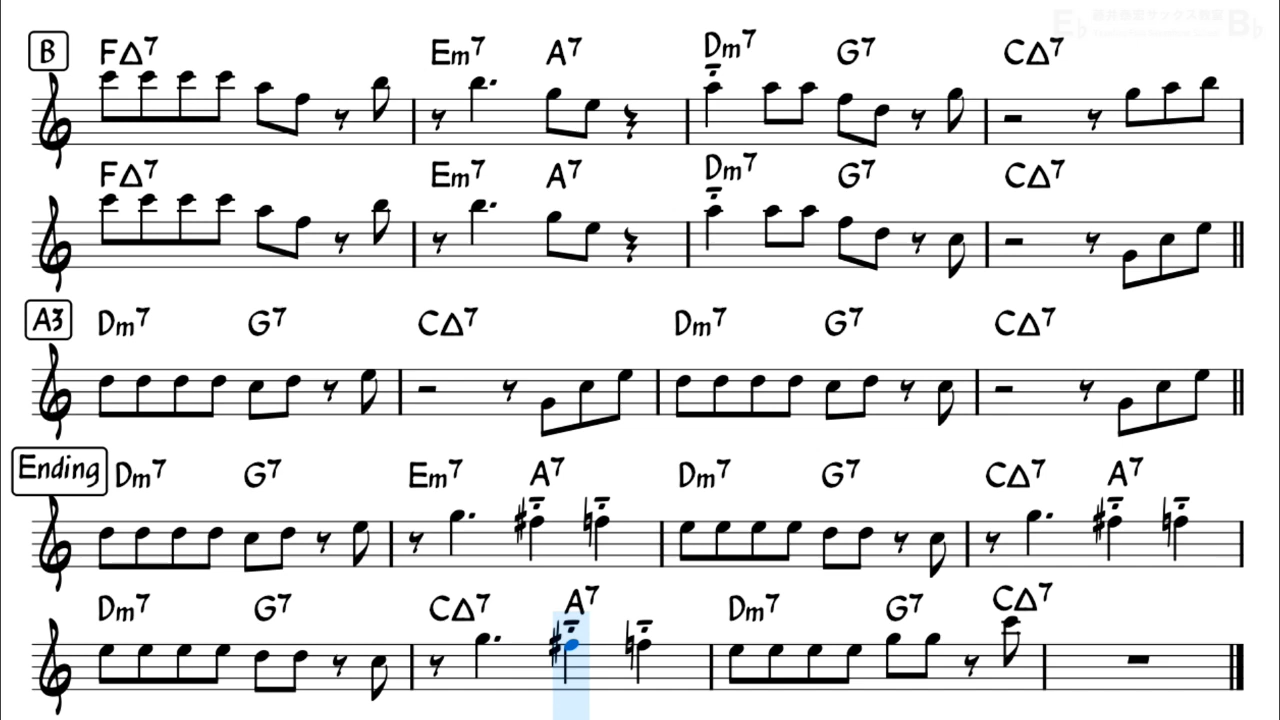 E♭ B♭
B FΔ7 Em7 A7 Dm7 G7 CΔ7
FΔ7 Em7 A7 Dm7 G7 CΔ7
A3 Dm7 G7 CΔ7 Dm7 G7 CΔ7
Ending Dm7 G7 Em7 A7 Dm7 G7 CΔ7 A7
Dm7 G7 CΔ7 A7 Dm7 G7 CΔ7